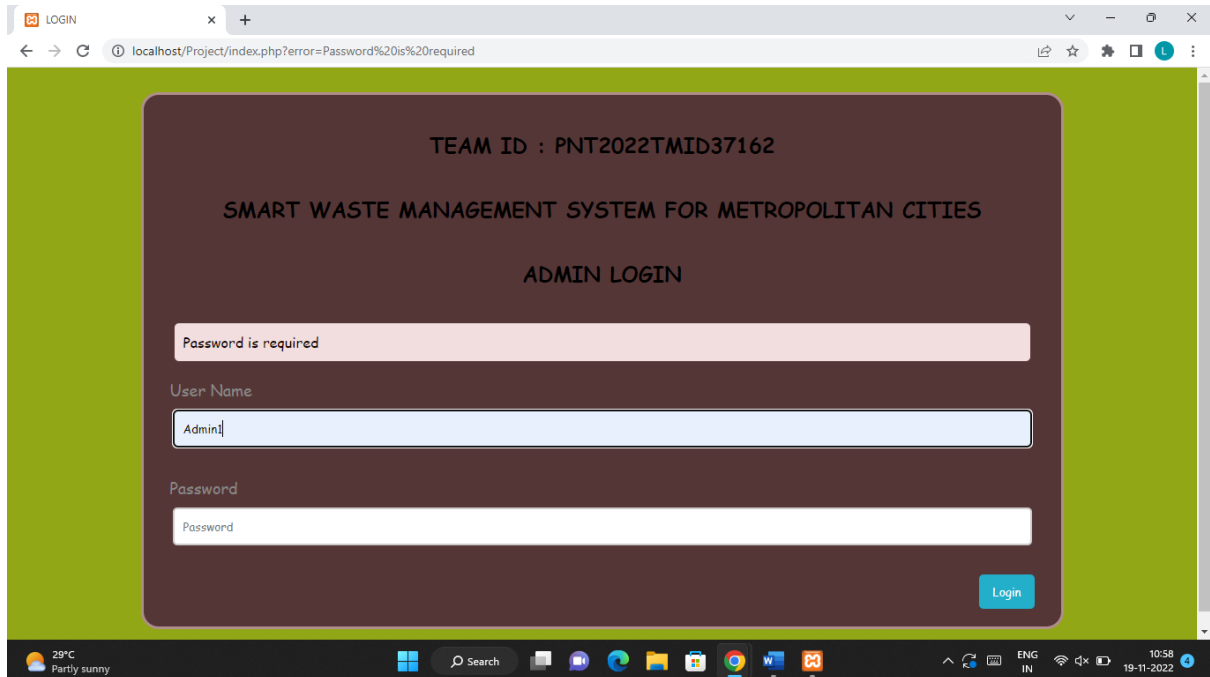 LOGIN
localhost/Project/index.php?error=Password%20is%20required
L
TEAM ID : PNT2022TMID37162
SMART WASTE MANAGEMENT SYSTEM FOR METROPOLITAN CITIES
ADMIN LOGIN
Password is required
User Name
Admin1
Password
Password
Login
29°C
Partly sunny
Search
W
ENG
IN
10:58
19-11-2022
4